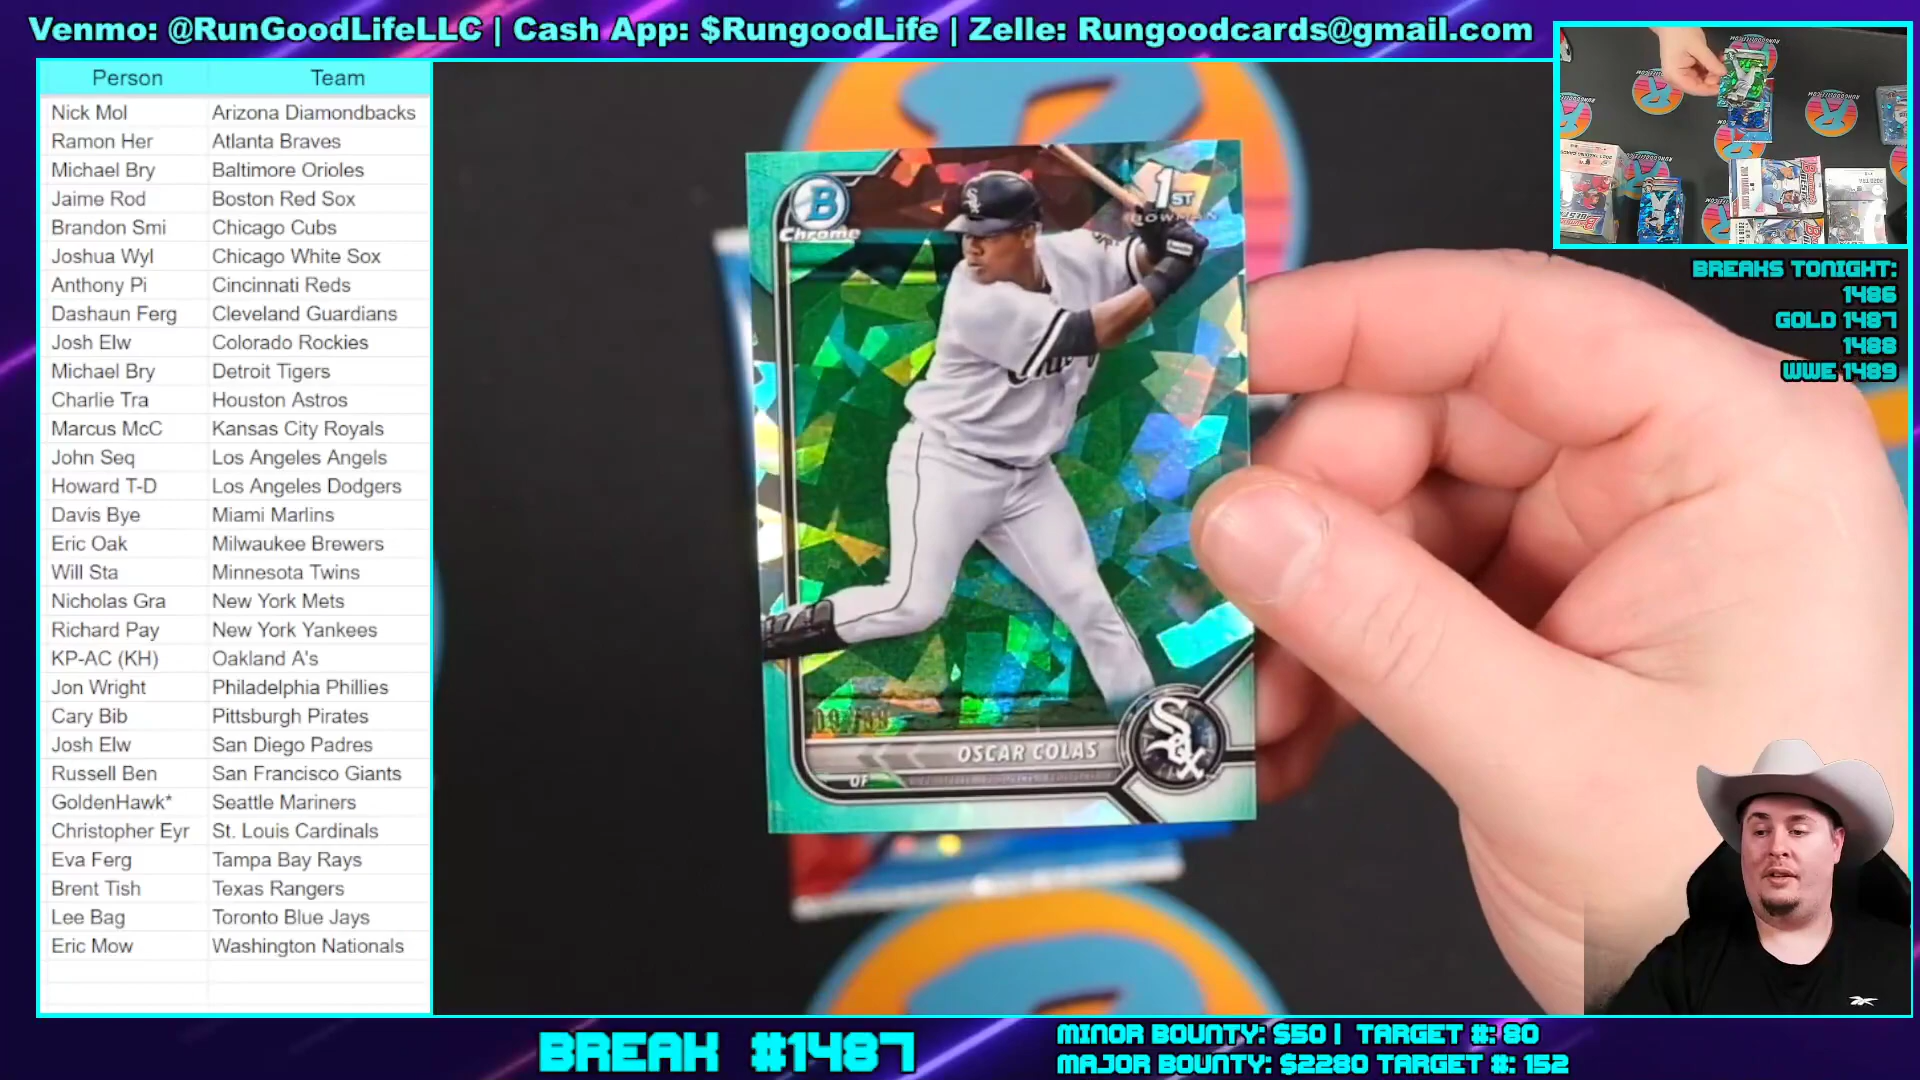 Venmo: @RunGoodLifeLLC | Cash App: $RungoodLife | Zelle: Rungoodcards@gmail.com
Person Team
Nick Mol Arizona Diamondbacks
Ramon Her Atlanta Braves
Michael Bry Baltimore Orioles
Jaime Rod Boston Red Sox
Brandon Smi Chicago Cubs
Joshua Wyl Chicago White Sox
Anthony Pi Cincinnati Reds
Dashaun Ferg Cleveland Guardians
Josh Elw Colorado Rockies
Michael Bry Detroit Tigers
Charlie Tra Houston Astros
Marcus McC Kansas City Royals
John Seq Los Angeles Angels
Howard T-D Los Angeles Dodgers
Davis Bye Miami Marlins
Eric Oak Milwaukee Brewers
Will Sta Minnesota Twins
Nicholas Gra New York Mets
Richard Pay New York Yankees
KP-AC (KH) Oakland A's
Jon Wright Philadelphia Phillies
Cary Bib Pittsburgh Pirates
Josh Elw San Diego Padres
Russell Ben San Francisco Giants
GoldenHawk* Seattle Mariners
Christopher Eyr St. Louis Cardinals
Eva Ferg Tampa Bay Rays
Brent Tish Texas Rangers
Lee Bag Toronto Blue Jays
Eric Mow Washington Nationals
B
Chrome
1ST
BOWMAN
OSCAR COLAS
OF
Sox
BREAKS TONIGHT:
1486
GOLD 1487
1488
WWE 1489
BREAK #1487
MINOR BOUNTY: $50 | TARGET #: 80
MAJOR BOUNTY: $2280 TARGET #: 152